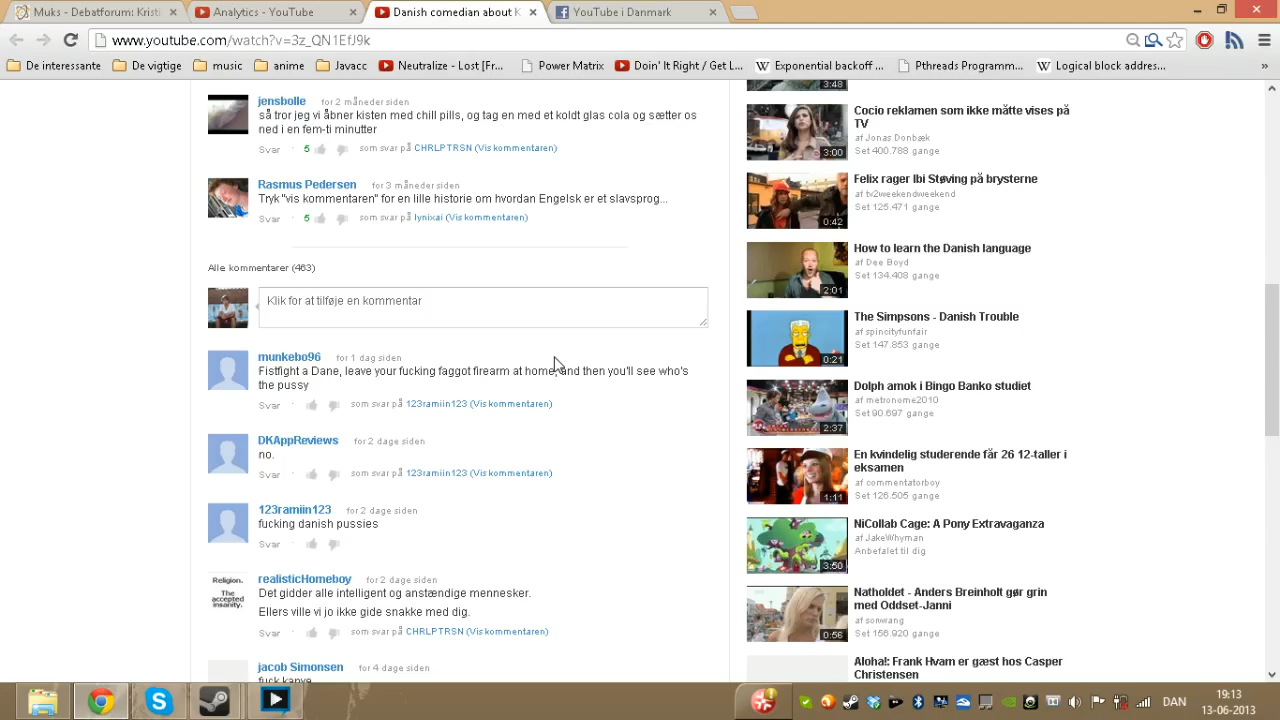 Muks - Debatforum: Kristi
YouTube Analytics - YouT
Danish comedian about K
YouTube i Danmark
www.youtube.com/watch?v=3z_QN1EfJ9k
De interessante
De vigtige
music
Javaco
Neutralize - Lost [Fr...
Power Matrix
Doin' It Right / Get ...
Exponential backoff ...
Pthreads Programm...
Logical block addres...
»
jensbolle for 2 måneder siden
så tror jeg vi åbner kisten med chill pills, og tag en med et koldt glas cola og sætter os
ned i en fem-ti minutter
Svar · 5 som svar på CHRLPTRSN (Vis kommentaren)
Rasmus Pedersen for 3 måneder siden
Tryk "vis kommentaren" for en lille historie om hvordan Engelsk er et slavsprog...
Svar · 5 som svar på lynixai (Vis kommentaren)
Alle kommentarer (463)
Klik for at tilføje en kommentar
munkebo96 for 1 dag siden
Fistfight a Dane, leave your fucking faggot firearm at home, and then you'll see who's
the pussy
Svar · som svar på 123ramiin123 (Vis kommentaren)
DKAppReviews for 2 dage siden
no.
Svar · som svar på 123ramiin123 (Vis kommentaren)
123ramiin123 for 2 dage siden
fucking danish pussies
Svar ·
Religion.
The
accepted
insanity.
realisticHomeboy for 2 dage siden
Det gidder alle intelligent og anstændige mennesker.
Ellers ville vi jo ikke gide snakke med dig.
Svar · som svar på CHRLPTRSN (Vis kommentaren)
jacob Simonsen for 4 dage siden
fuck kanye
3:48
Cocio reklamen som ikke måtte vises på
TV
af Jonas Donbæk
Set 400.788 gange
3:00
Felix rager Ibi Støving på brysterne
af tv2weekendweekend
Set 125.471 gange
0:42
How to learn the Danish language
af Dee Boyd
Set 134.408 gange
2:01
The Simpsons - Danish Trouble
af spincityfunfair
Set 147.853 gange
0:21
Dolph amok i Bingo Banko studiet
af metronome2010
Set 90.697 gange
2:37
En kvindelig studerende får 26 12-taller i
eksamen
af commentatorboy
Set 126.505 gange
1:11
NiCollab Cage: A Pony Extravaganza
af JakeWhyman
Anbefalet til dig
3:50
Natholdet - Anders Breinholt gør grin
med Oddset-Janni
Set 156.920 gange
0:56
Aloha!: Frank Hvam er gæst hos Casper
Christensen
DAN
19:13
13-06-2013